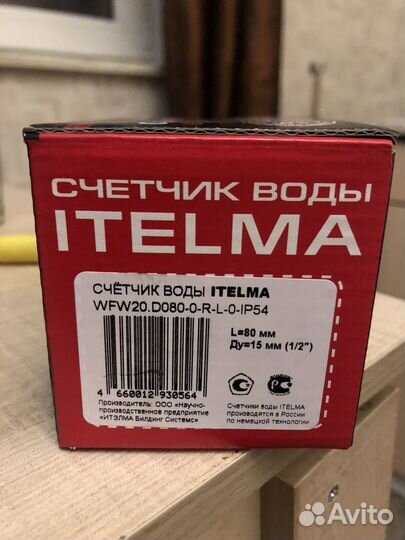 СЧЕТЧИК ВОДЫ
ITELMA
СЧЁТЧИК ВОДЫ ITELMA
WFW20.D080-0-R-L-0-IP54
L=80 мм
Ду=15 мм (1/2")
4 660012 930564
Производитель: ООО «Научно-
производственное предприятие
«ИТЭЛМА Билдинг Системс»
Счетчики воды ITELMA
производятся в России
по немецкой технологии
Avito